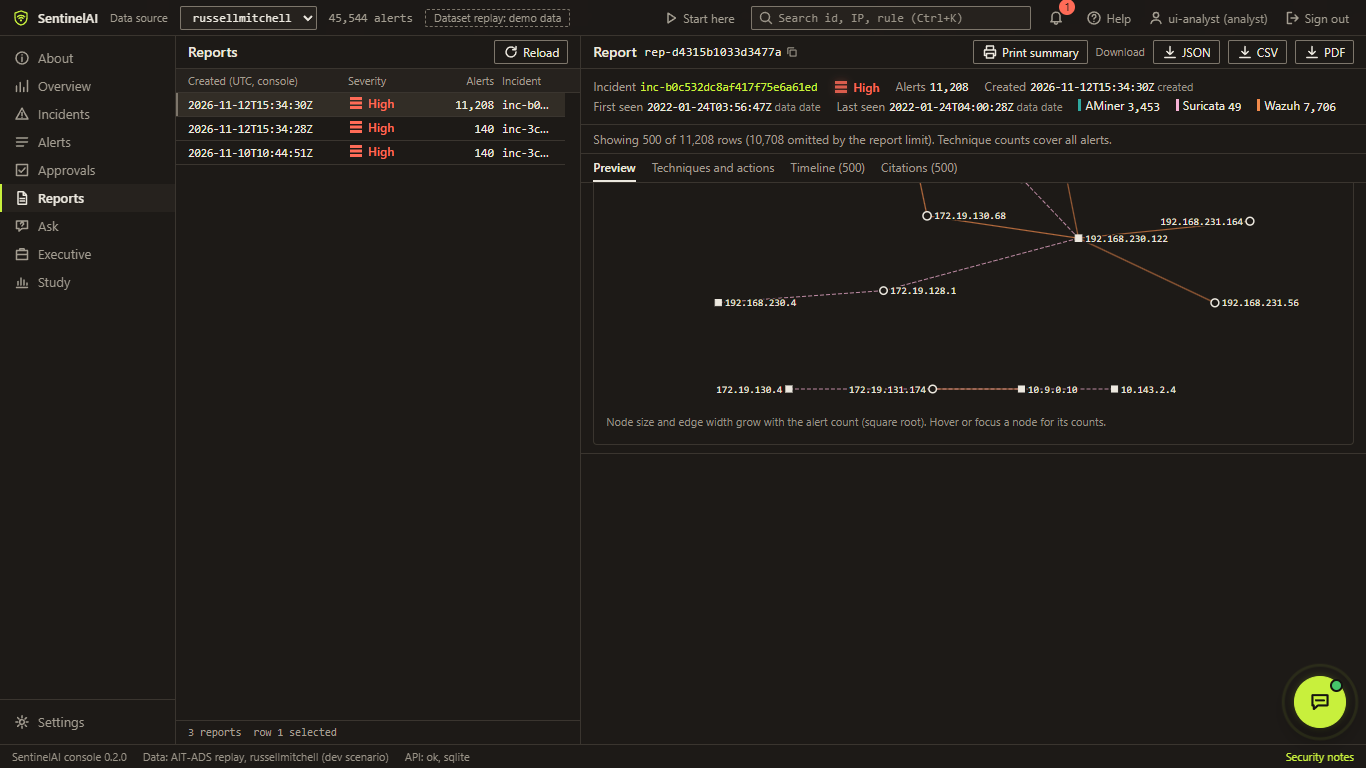 SentinelAI Data source russellmitchell 45,544 alerts Dataset replay: demo data Start here Search id, IP, rule (Ctrl+K) 1 Help ui-analyst (analyst) Sign out
About
Overview
Incidents
Alerts
Approvals
Reports
Ask
Executive
Study
Settings
Reports Reload
Created (UTC, console) Severity Alerts Incident
2026-11-12T15:34:30Z High 11,208 inc-b0...
2026-11-12T15:34:28Z High 140 inc-3c...
2026-11-10T10:44:51Z High 140 inc-3c...
3 reports row 1 selected
Report rep-d4315b1033d3477a Print summary Download JSON CSV PDF
Incident inc-b0c532dc8af417f75e6a61ed High Alerts 11,208 Created 2026-11-12T15:34:30Z created
First seen 2022-01-24T03:56:47Z data date Last seen 2022-01-24T04:00:28Z data date AMiner 3,453 Suricata 49 Wazuh 7,706
Showing 500 of 11,208 rows (10,708 omitted by the report limit). Technique counts cover all alerts.
Preview Techniques and actions Timeline (500) Citations (500)
172.19.130.68
192.168.231.164
192.168.230.122
172.19.128.1
192.168.230.4
192.168.231.56
172.19.130.4 172.19.131.174 10.9.0.10 10.143.2.4
Node size and edge width grow with the alert count (square root). Hover or focus a node for its counts.
SentinelAI console 0.2.0 Data: AIT-ADS replay, russellmitchell (dev scenario) API: ok, sqlite Security notes